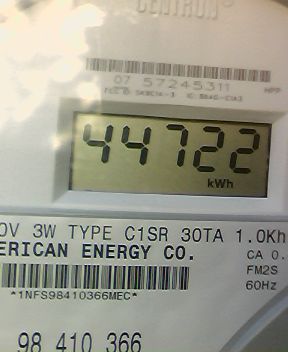 CENTRON®
07 57245311
HPP
44722
kWh
0V 3W TYPE C1SR 30TA 1.0Kh
ERICAN ENERGY CO.
CA 0.
FM2S
60Hz
*1NFS98410366MEC*
98 410 366